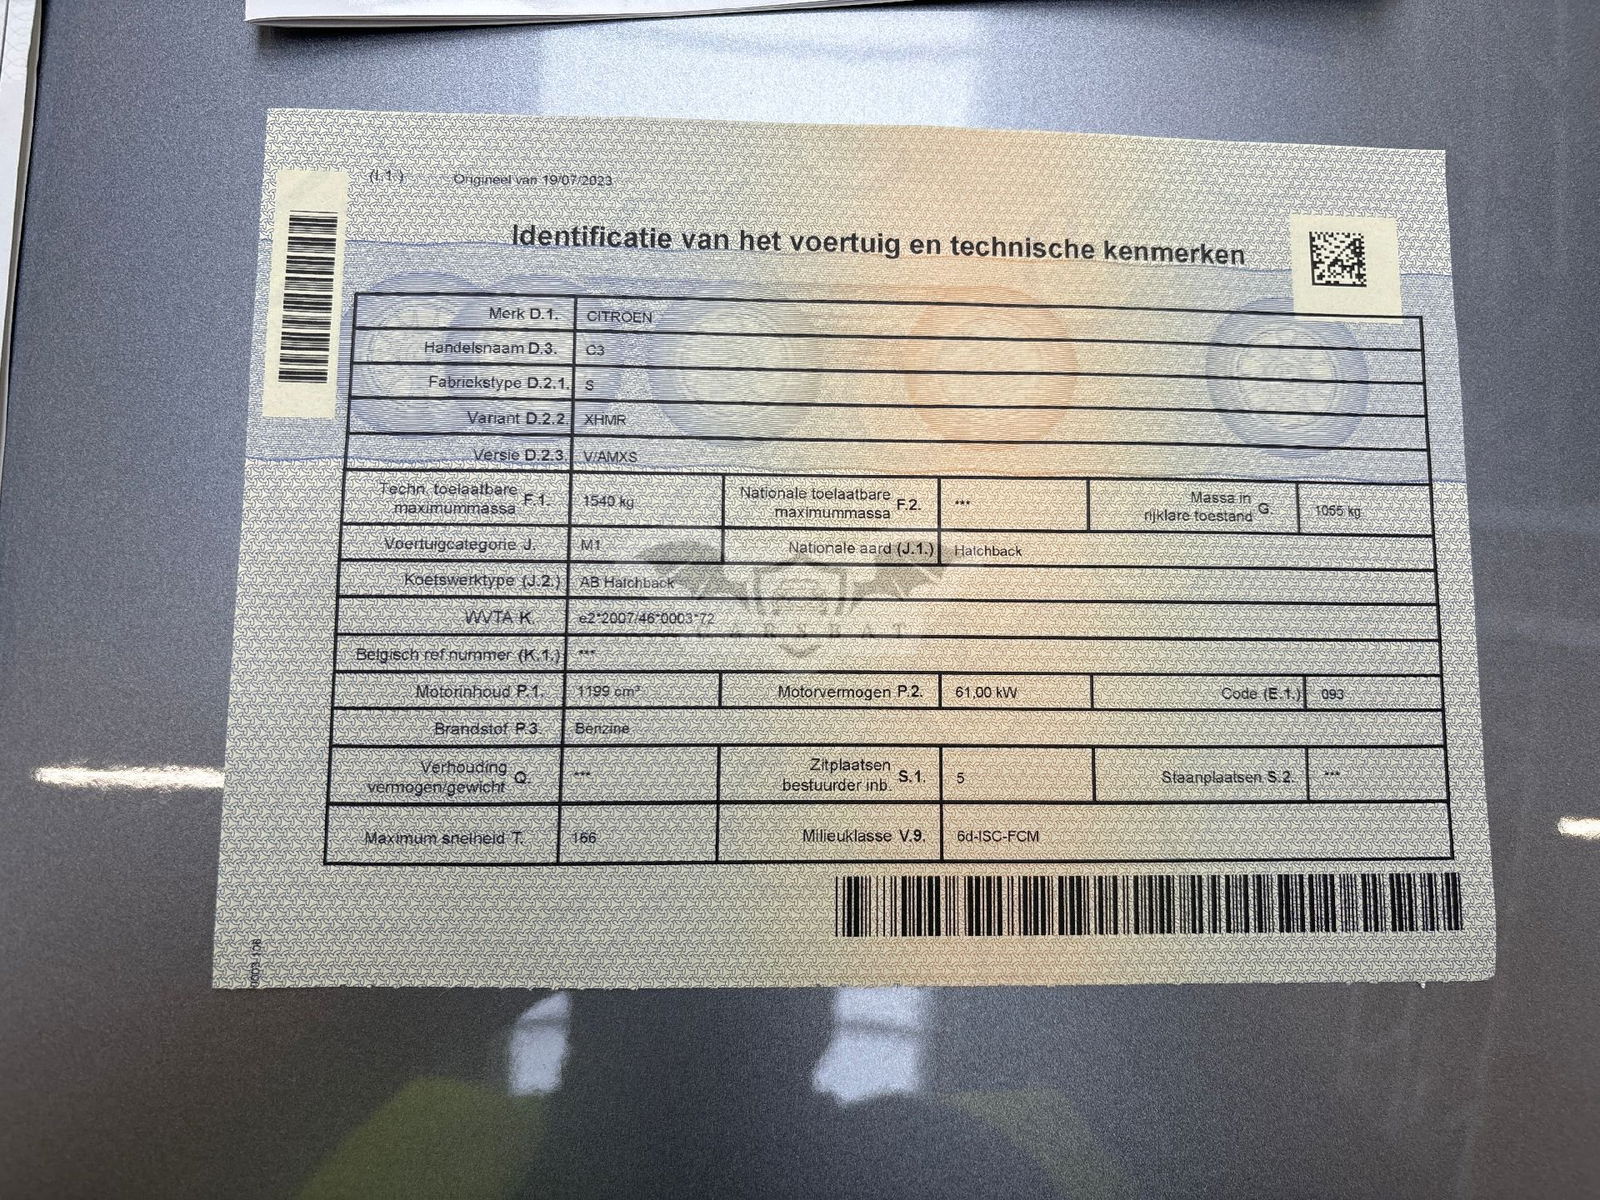 (I.1.) Origineel van 19/07/2023
Identificatie van het voertuig en technische kenmerken
Merk D.1. CITROEN
Handelsnaam D.3. C3
Fabriekstype D.2.1. S
Variant D.2.2. XHMR
Versie D.2.3. V/AMXS
Techn. toelaatbare maximummassa F.1. 1540 kg Nationale toelaatbare maximummassa F.2. *** Massa in rijklare toestand G. 1055 kg
Voertuigcategorie J. M1 Nationale aard (J.1.) Hatchback
Koetswerktype (J.2.) AB Hatchback
WVTA K. e2*2007/46*0003*72
CARSBAT
Belgisch ref.nummer (K.1.) ***
Motorinhoud P.1. 1199 cm³ Motorvermogen P.2. 61,00 kW Code (E.1.) 093
Brandstof P.3. Benzine
Verhouding vermogen/gewicht Q. *** Zitplaatsen bestuurder inb. S.1. 5 Staanplaatsen S.2. ***
Maximum snelheid T. 166 Milieuklasse V.9. 6d-ISC-FCM